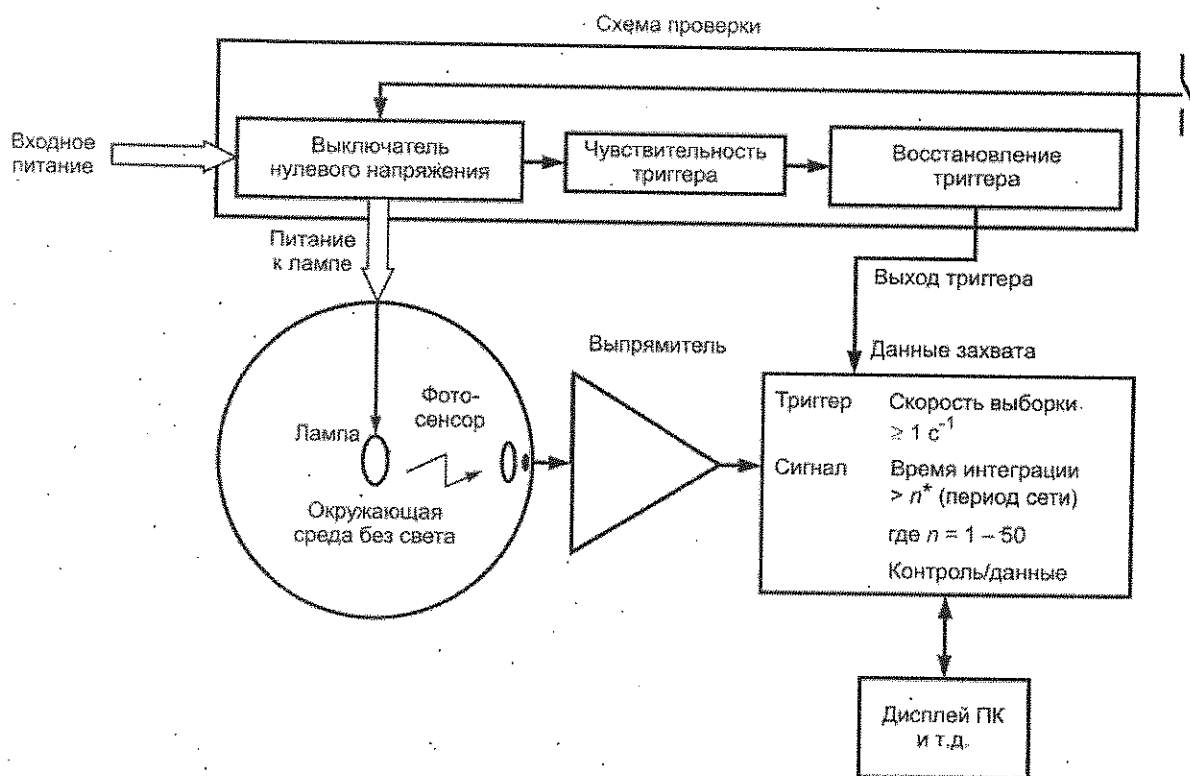 Схема проверки
Входное
питание
Выключатель
нулевого напряжения
Чувствительность
триггера
Восстановление
триггера
Питание
к лампе
Выход триггера
Выпрямитель
Данные захвата
Фото-
сенсор
Лампа
Окружающая
среда без света
Триггер Скорость выборки
≥ 1 с⁻¹
Сигнал Время интеграции
> n* (период сети)
где n = 1 – 50
Контроль/данные
Дисплей ПК
и т.д.